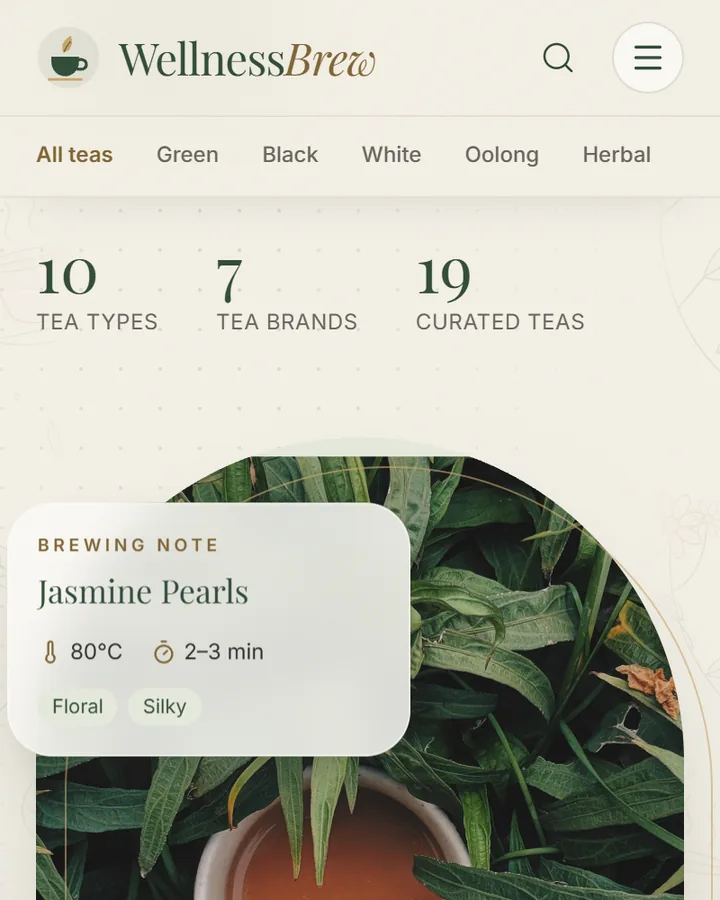 WellnessBrew
All teas Green Black White Oolong Herbal
10 7 19
TEA TYPES TEA BRANDS CURATED TEAS
BREWING NOTE
Jasmine Pearls
80°C 2–3 min
Floral Silky